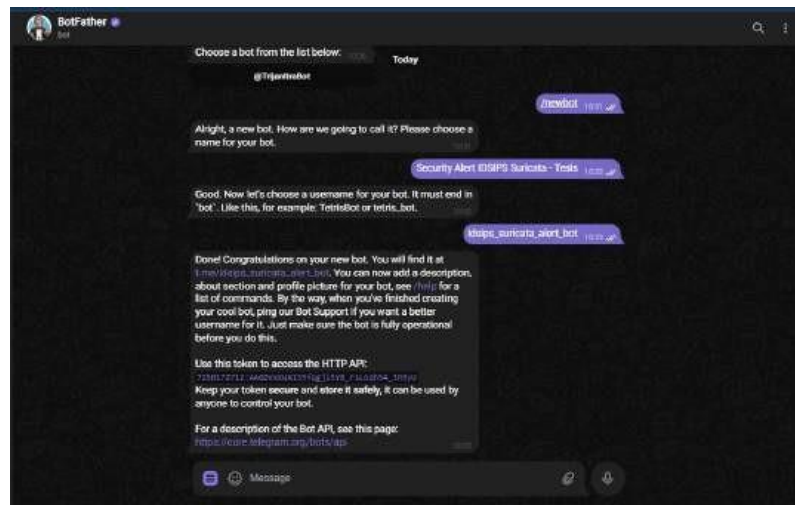 BotFather
bot
Choose a bot from the list below:
Today
@TrijanitroBot
/newbot
Alright, a new bot. How are we going to call it? Please choose a
name for your bot.
Security Alert IDSIPS Suricata - Tesis
Good. Now let's choose a username for your bot. It must end in
`bot`. Like this, for example: TetrisBot or tetris_bot.
idsips_suricata_alert_bot
Done! Congratulations on your new bot. You will find it at
t.me/idsips_suricata_alert_bot. You can now add a description,
about section and profile picture for your bot, see /help for a
list of commands. By the way, when you've finished creating
your cool bot, ping our Bot Support if you want a better
username for it. Just make sure the bot is fully operational
before you do this.
Use this token to access the HTTP API:
Keep your token secure and store it safely, it can be used by
anyone to control your bot.
For a description of the Bot API, see this page:
https://core.telegram.org/bots/api
Message